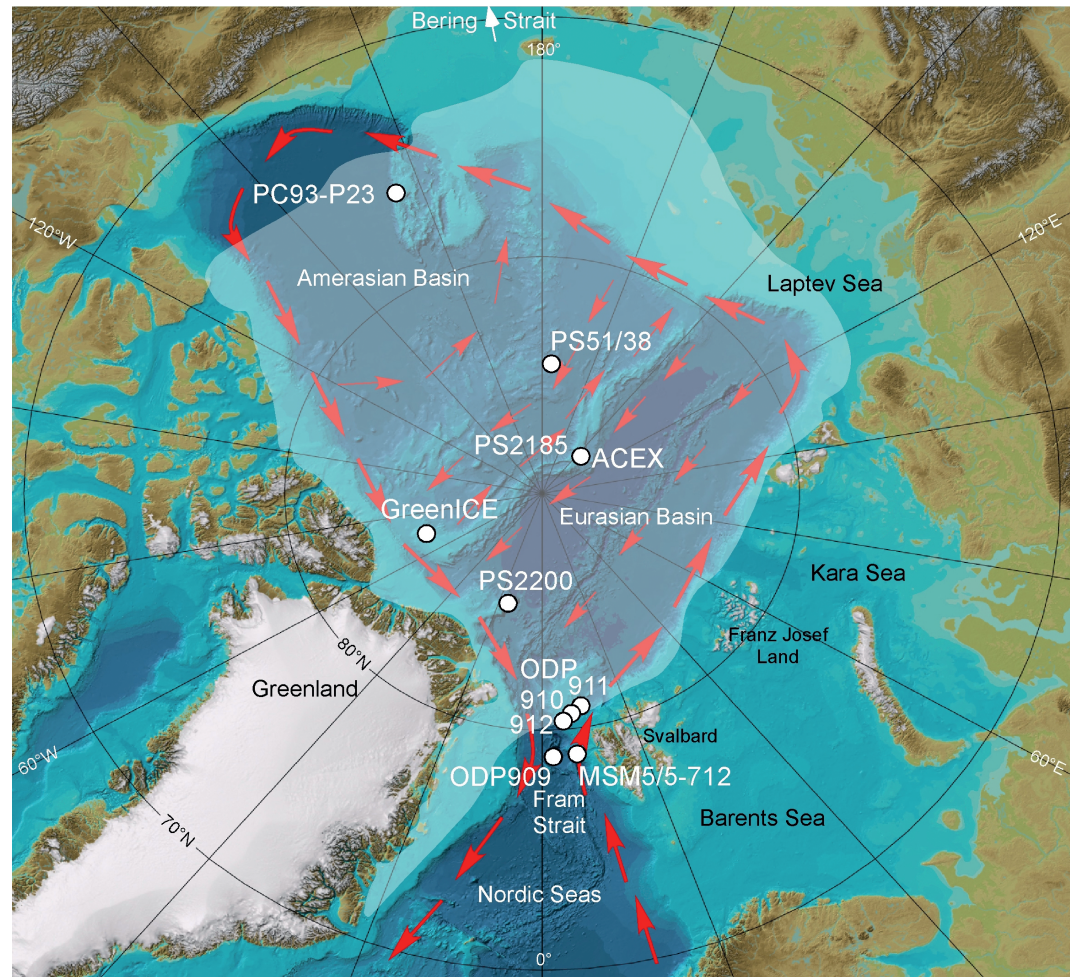 Bering Strait
180°
PC93-P23
120°W
120°E
Amerasian Basin
Laptev Sea
PS51/38
PS2185
ACEX
GreenICE
Eurasian Basin
Kara Sea
PS2200
Franz Josef
Land
80°N
ODP
911
910
912
Greenland
Svalbard
60°W
60°E
ODP909
MSM5/5-712
Fram
Strait
Barents Sea
70°N
Nordic Seas
0°